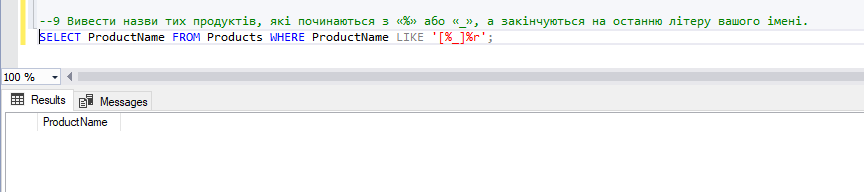 --9 Вивести назви тих продуктів, які починаються з «%» або «_», а закінчуються на останню літеру вашого імені.
SELECT ProductName FROM Products WHERE ProductName LIKE '[%_]%r';
100 %
Results Messages
ProductName